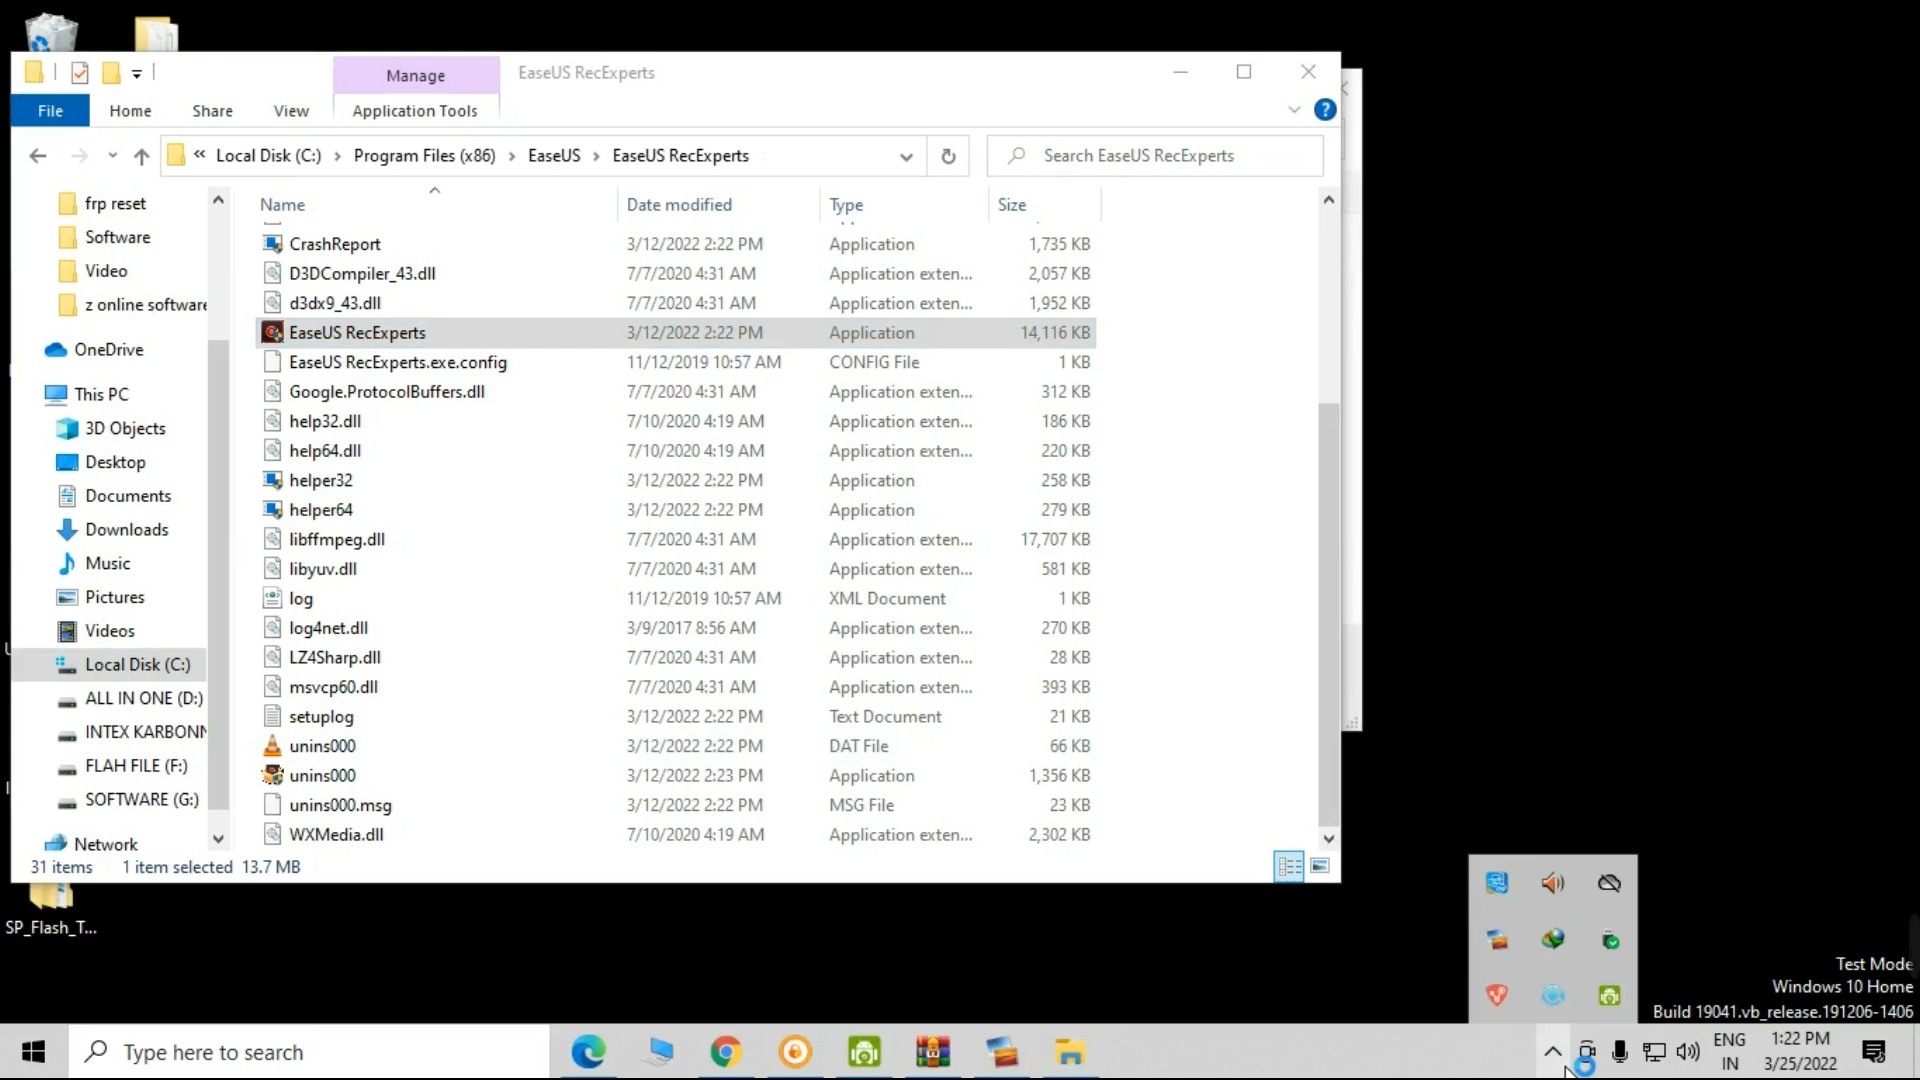 Manage
EaseUS RecExperts
File Home Share View Application Tools
« Local Disk (C:) › Program Files (x86) › EaseUS › EaseUS RecExperts
Search EaseUS RecExperts
frp reset
Software
Video
z online software
OneDrive
This PC
3D Objects
Desktop
Documents
Downloads
Music
Pictures
Videos
Local Disk (C:)
ALL IN ONE (D:)
INTEX KARBONN
FLAH FILE (F:)
SOFTWARE (G:)
Network
Name Date modified Type Size
CrashReport 3/12/2022 2:22 PM Application 1,735 KB
D3DCompiler_43.dll 7/7/2020 4:31 AM Application exten... 2,057 KB
d3dx9_43.dll 7/7/2020 4:31 AM Application exten... 1,952 KB
EaseUS RecExperts 3/12/2022 2:22 PM Application 14,116 KB
EaseUS RecExperts.exe.config 11/12/2019 10:57 AM CONFIG File 1 KB
Google.ProtocolBuffers.dll 7/7/2020 4:31 AM Application exten... 312 KB
help32.dll 7/10/2020 4:19 AM Application exten... 186 KB
help64.dll 7/10/2020 4:19 AM Application exten... 220 KB
helper32 3/12/2022 2:22 PM Application 258 KB
helper64 3/12/2022 2:22 PM Application 279 KB
libffmpeg.dll 7/7/2020 4:31 AM Application exten... 17,707 KB
libyuv.dll 7/7/2020 4:31 AM Application exten... 581 KB
log 11/12/2019 10:57 AM XML Document 1 KB
log4net.dll 3/9/2017 8:56 AM Application exten... 270 KB
LZ4Sharp.dll 7/7/2020 4:31 AM Application exten... 28 KB
msvcp60.dll 7/7/2020 4:31 AM Application exten... 393 KB
setuplog 3/12/2022 2:22 PM Text Document 21 KB
unins000 3/12/2022 2:22 PM DAT File 66 KB
unins000 3/12/2022 2:23 PM Application 1,356 KB
unins000.msg 3/12/2022 2:22 PM MSG File 23 KB
WXMedia.dll 7/10/2020 4:19 AM Application exten... 2,302 KB
31 items 1 item selected 13.7 MB
SP_Flash_T...
Test Mode
Windows 10 Home
Build 19041.vb_release.191206-1406
Type here to search
ENG
IN
1:22 PM
3/25/2022